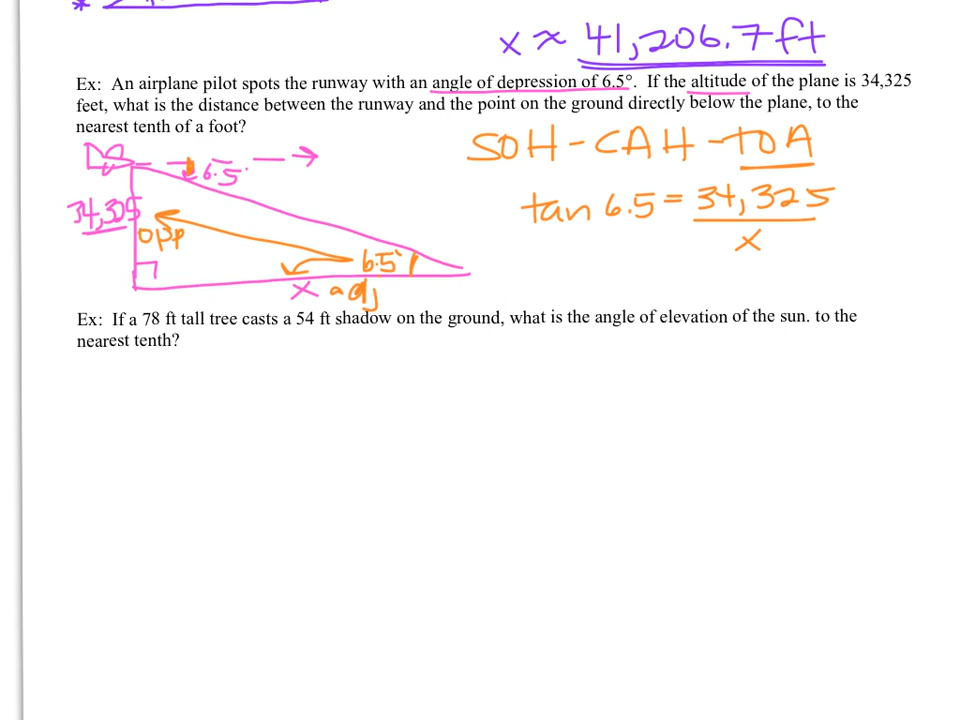 x ≈ 41,206.7ft
Ex: An airplane pilot spots the runway with an angle of depression of 6.5°. If the altitude of the plane is 34,325
feet, what is the distance between the runway and the point on the ground directly below the plane, to the
nearest tenth of a foot?
SOH-CAH-TOA
6.5°
tan 6.5 = 34,325
x
34,325
opp
6.5°
x adj
Ex: If a 78 ft tall tree casts a 54 ft shadow on the ground, what is the angle of elevation of the sun. to the
nearest tenth?